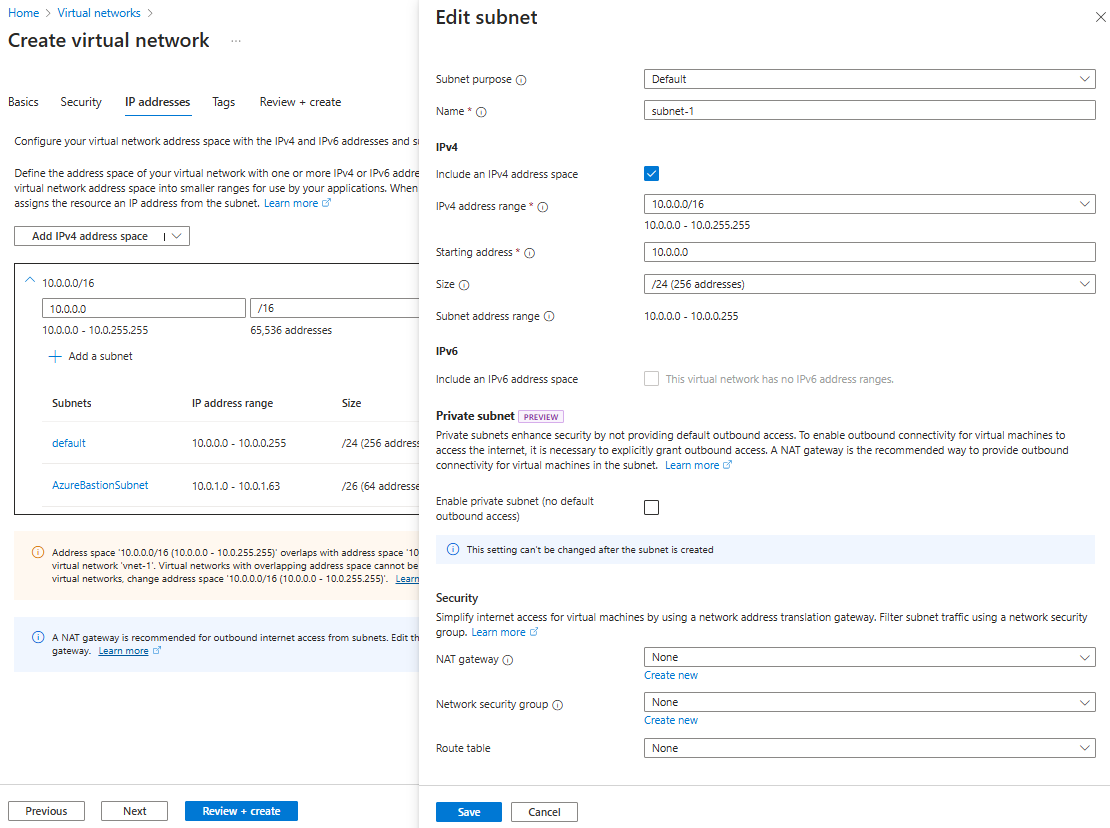 Home > Virtual networks >
Create virtual network ...
Basics Security IP addresses Tags Review + create
Configure your virtual network address space with the IPv4 and IPv6 addresses and
Define the address space of your virtual network with one or more IPv4 or IPv6 addre
virtual network address space into smaller ranges for use by your applications. When
assigns the resource an IP address from the subnet. Learn more
Add IPv4 address space
10.0.0.0/16
10.0.0.0 /16
10.0.0.0 - 10.0.255.255 65,536 addresses
+ Add a subnet
Subnets IP address range Size
default 10.0.0.0 - 10.0.0.255 /24 (256 address
AzureBastionSubnet 10.0.1.0 - 10.0.1.63 /26 (64 addresse
Address space '10.0.0.0/16 (10.0.0.0 - 10.0.255.255)' overlaps with address space '10
virtual network 'vnet-1'. Virtual networks with overlapping address space cannot be
virtual networks, change address space '10.0.0.0/16 (10.0.0.0 - 10.0.255.255)'. Learn
A NAT gateway is recommended for outbound internet access from subnets. Edit th
gateway. Learn more
Previous Next Review + create
Edit subnet
Subnet purpose Default
Name * subnet-1
IPv4
Include an IPv4 address space
IPv4 address range * 10.0.0.0/16
10.0.0.0 - 10.0.255.255
Starting address * 10.0.0.0
Size /24 (256 addresses)
Subnet address range 10.0.0.0 - 10.0.0.255
IPv6
Include an IPv6 address space This virtual network has no IPv6 address ranges.
Private subnet PREVIEW
Private subnets enhance security by not providing default outbound access. To enable outbound connectivity for virtual machines to
access the internet, it is necessary to explicitly grant outbound access. A NAT gateway is the recommended way to provide outbound
connectivity for virtual machines in the subnet. Learn more
Enable private subnet (no default
outbound access)
This setting can't be changed after the subnet is created
Security
Simplify internet access for virtual machines by using a network address translation gateway. Filter subnet traffic using a network security
group. Learn more
NAT gateway None
Create new
Network security group None
Create new
Route table None
Save Cancel